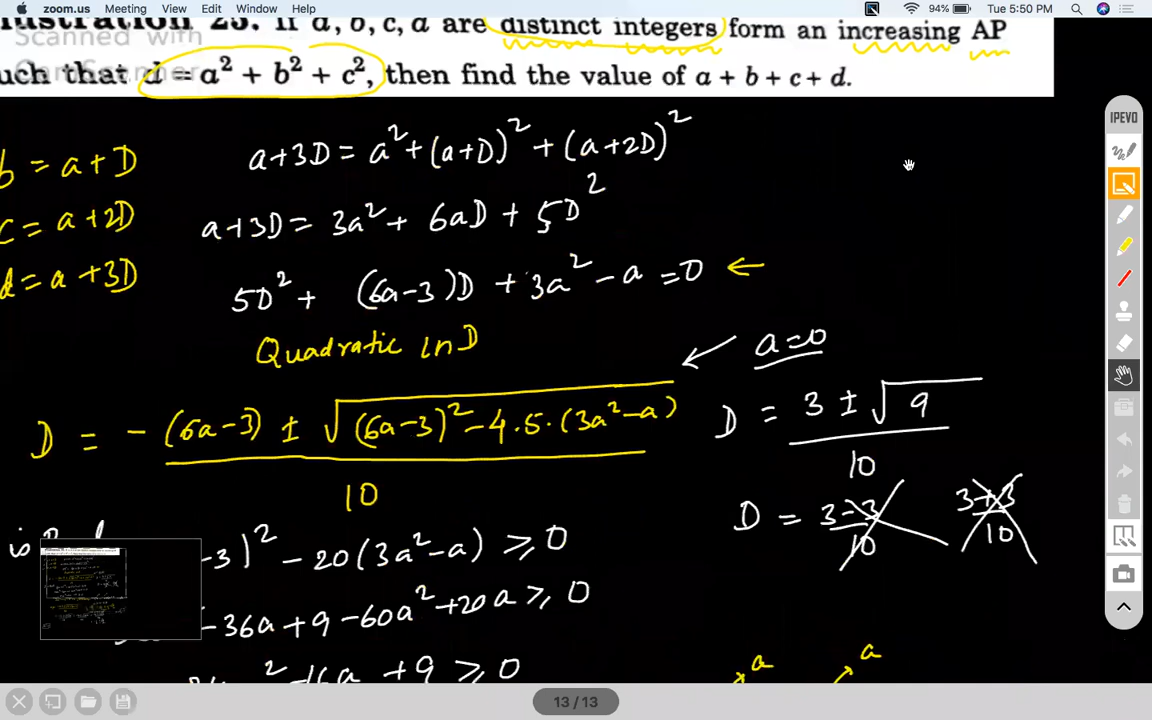 zoom.us Meeting View Edit Window Help 94% Tue 5:50 PM
Illustration 25. If a, b, c, d are distinct integers form an increasing AP
Scanned with
such that d = a² + b² + c², then find the value of a + b + c + d.
b = a+D
a+3D = a² + (a+D)² + (a+2D)²
c = a+2D
a+3D = 3a² + 6aD + 5D²
d = a+3D
5D² + (6a-3)D + 3a² - a = 0 ←
Quadratic in D
a=0
D = -(6a-3) ± √(6a-3)² - 4.5.(3a²-a) / 10
D = 3 ± √9 / 10
D = 3-3 / 10 3+3 / 10
-3)² - 20(3a²-a) ≥ 0
-36a + 9 - 60a² + 20a ≥ 0
² -16a + 9 ≥ 0
a a
IPEVO
13 / 13